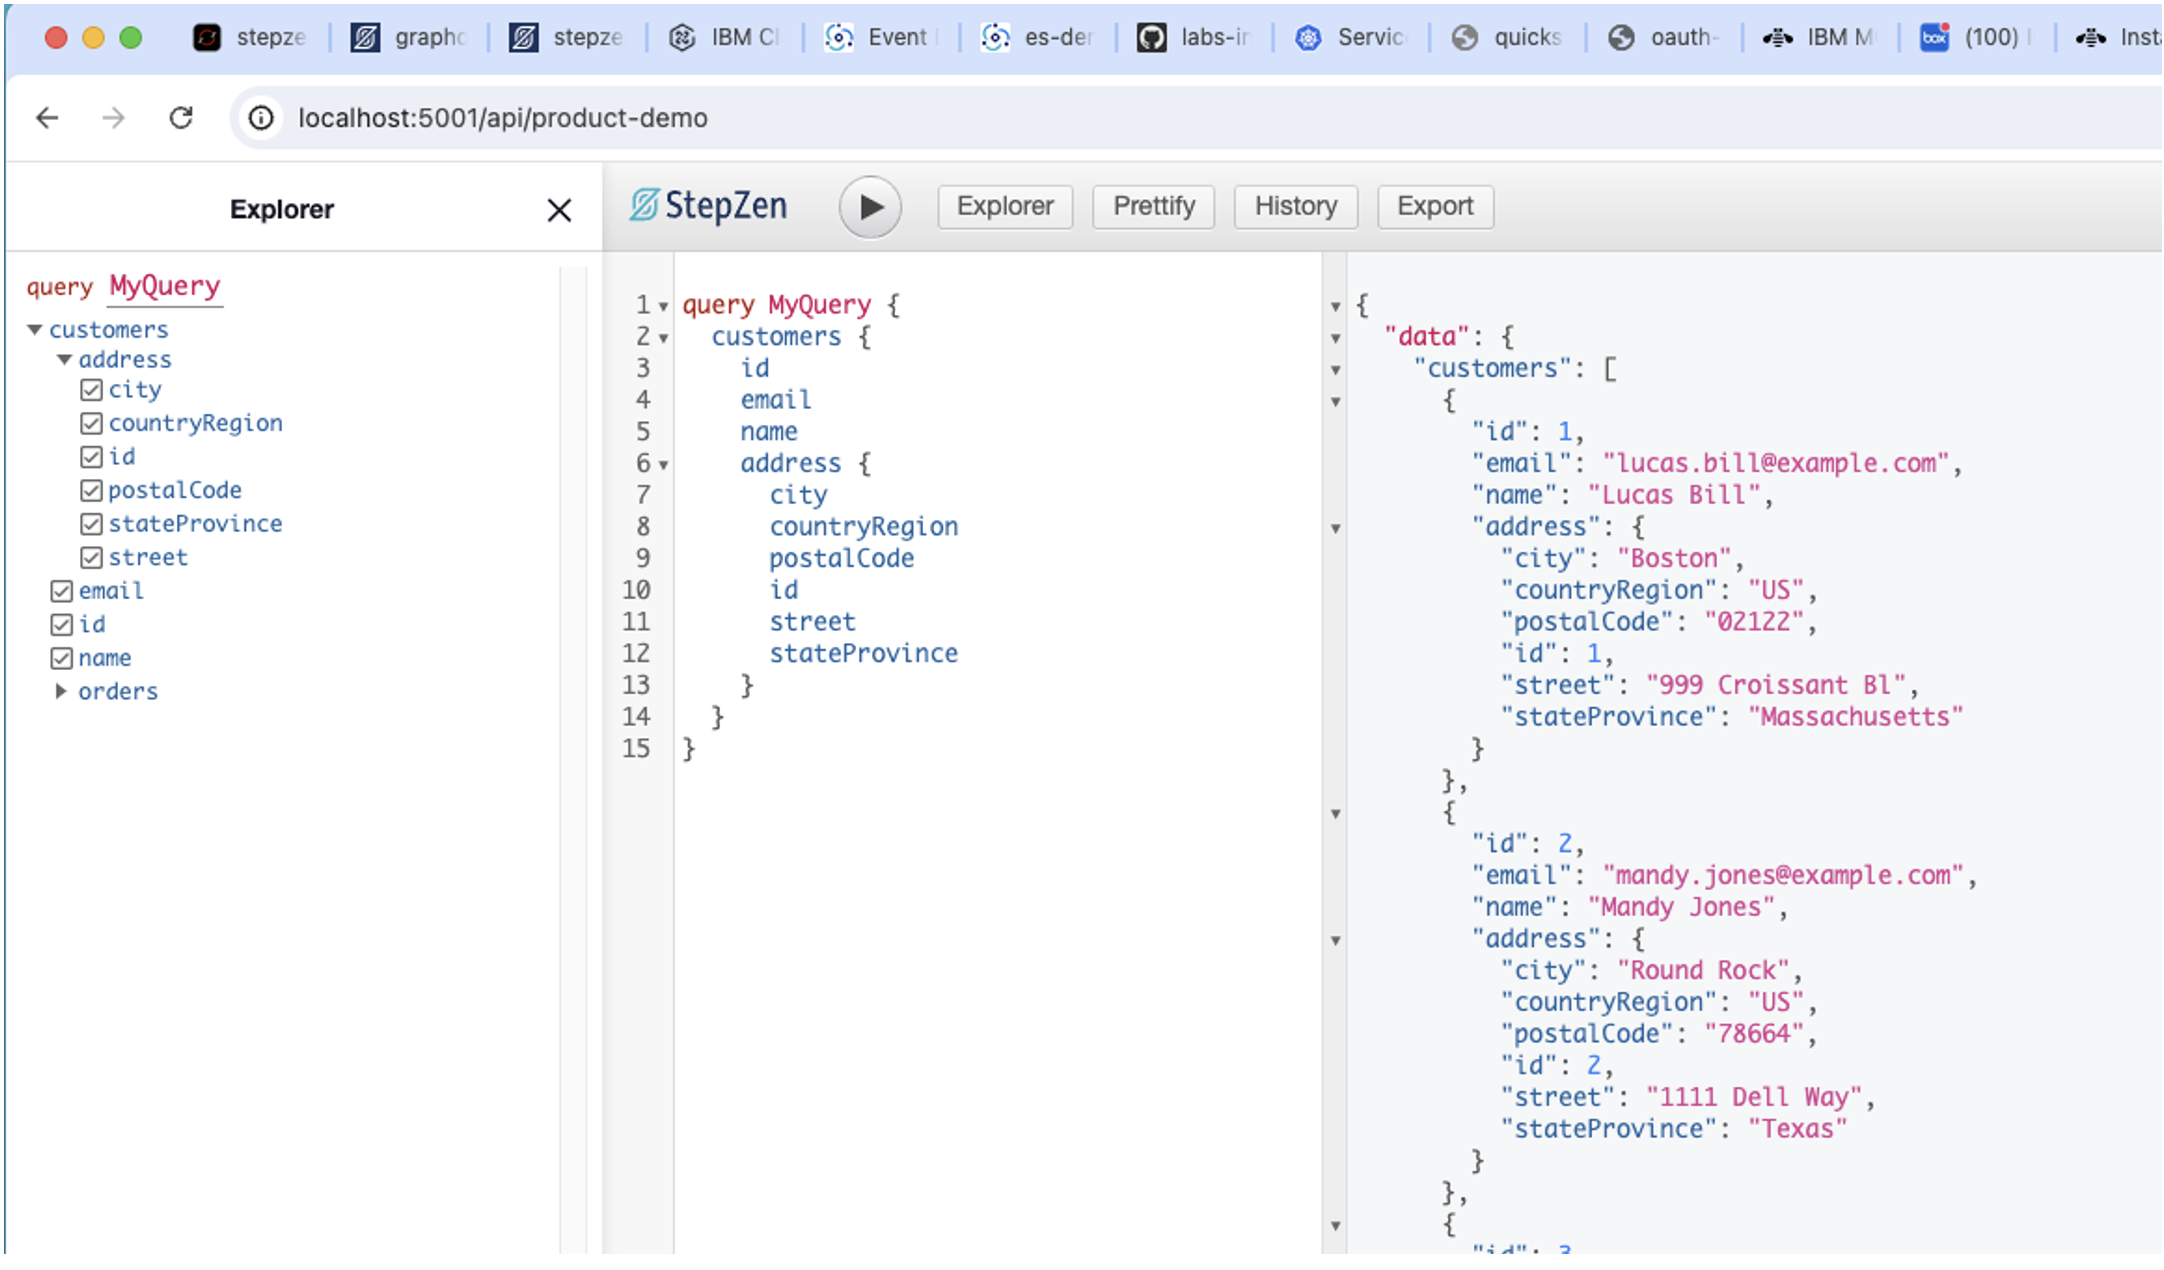 stepze graphq stepze IBM Cl Event es-der labs-in Servic quicks oauth- IBM M (100) Insta
localhost:5001/api/product-demo
Explorer
StepZen Explorer Prettify History Export
query MyQuery
customers
address
city
countryRegion
id
postalCode
stateProvince
street
email
id
name
orders
1 query MyQuery {
2 customers {
3 id
4 email
5 name
6 address {
7 city
8 countryRegion
9 postalCode
10 id
11 street
12 stateProvince
13 }
14 }
15 }
{
"data": {
"customers": [
{
"id": 1,
"email": "lucas.bill@example.com",
"name": "Lucas Bill",
"address": {
"city": "Boston",
"countryRegion": "US",
"postalCode": "02122",
"id": 1,
"street": "999 Croissant Bl",
"stateProvince": "Massachusetts"
}
},
{
"id": 2,
"email": "mandy.jones@example.com",
"name": "Mandy Jones",
"address": {
"city": "Round Rock",
"countryRegion": "US",
"postalCode": "78664",
"id": 2,
"street": "1111 Dell Way",
"stateProvince": "Texas"
}
},
{
"id": 3